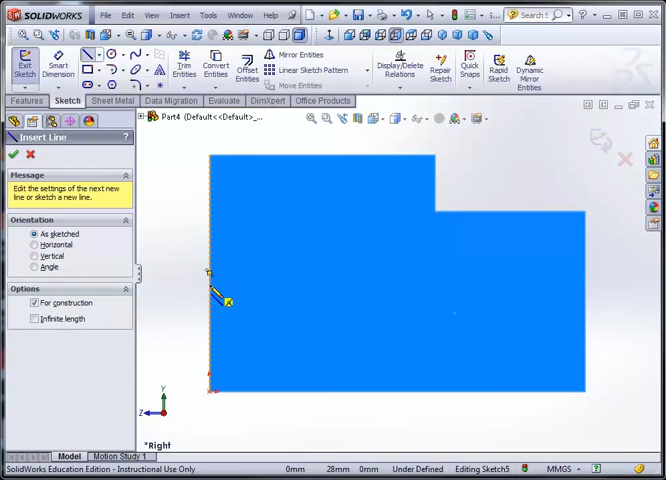 SOLIDWORKS
File Edit View Insert Tools Window Help
Search S
Exit Sketch
Smart Dimension
Trim Entities
Convert Entities
Offset Entities
Mirror Entities
Linear Sketch Pattern
Move Entities
Display/Delete Relations
Repair Sketch
Quick Snaps
Rapid Sketch
Dynamic Mirror
Features Sketch Sheet Metal Data Migration Evaluate DimXpert Office Products
Part4 (Default<<Default>_...
Insert Line ?
Message
Edit the settings of the next new
line or sketch a new line.
Orientation
As sketched
Horizontal
Vertical
Angle
Options
For construction
Infinite length
Y
Z
*Right
Model Motion Study 1
SolidWorks Education Edition - Instructional Use Only 0mm 28mm 0mm Under Defined Editing Sketch5 MMGS ?